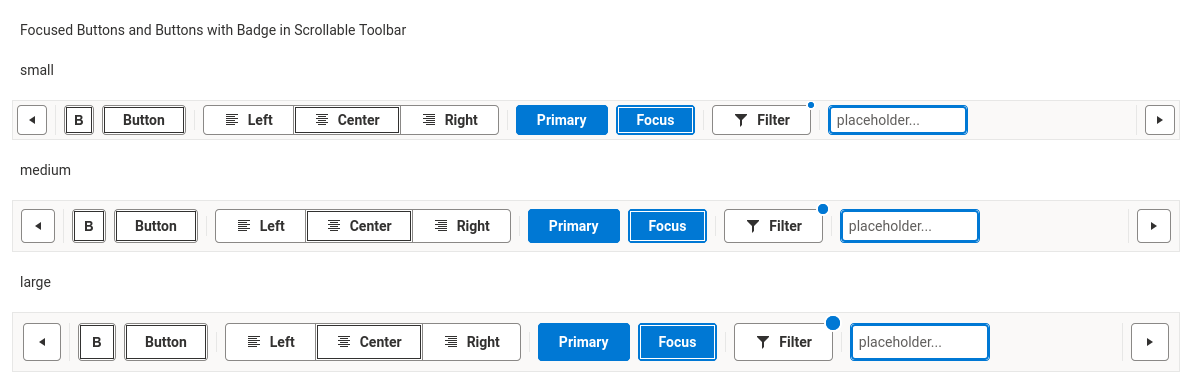 Focused Buttons and Buttons with Badge in Scrollable Toolbar
small
B Button Left Center Right Primary Focus Filter placeholder...
medium
B Button Left Center Right Primary Focus Filter placeholder...
large
B Button Left Center Right Primary Focus Filter placeholder...